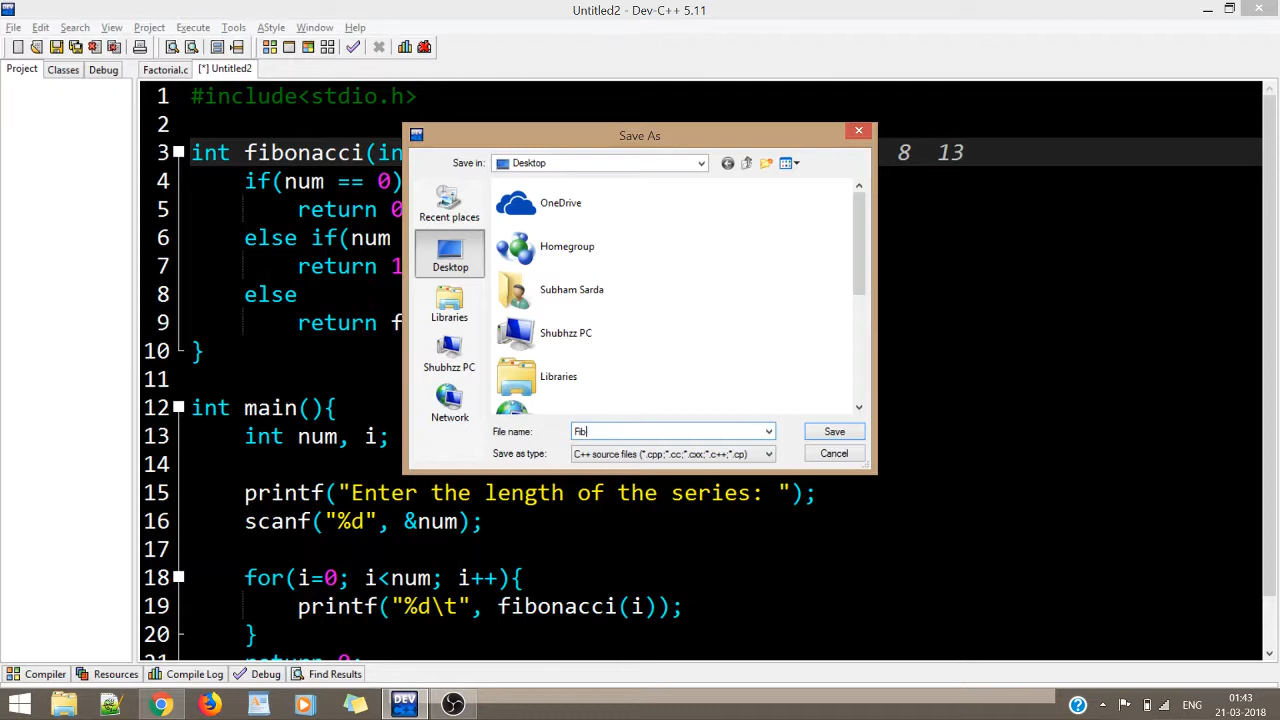 Untitled2 - Dev-C++ 5.11
File Edit Search View Project Execute Tools AStyle Window Help
Project Classes Debug Factorial.c [*] Untitled2
1 #include<stdio.h>
2
3 int fibonacci(in 8 13
4 if(num == 0)
5 return 0
6 else if(num
7 return 1
8 else
9 return f
10 }
11
12 int main(){
13 int num, i;
14
15 printf("Enter the length of the series: ");
16 scanf("%d", &num);
17
18 for(i=0; i<num; i++){
19 printf("%d\t", fibonacci(i));
20 }
Save As
Save in: Desktop
Recent places
Desktop
Libraries
Shubhzz PC
Network
OneDrive
Homegroup
Subham Sarda
Shubhzz PC
Libraries
File name: Fib Save
Save as type: C++ source files (*.cpp;*.cc;*.cxx;*.c++;*.cp) Cancel
Compiler Resources Compile Log Debug Find Results
DEV
ENG
01:43
21-03-2018